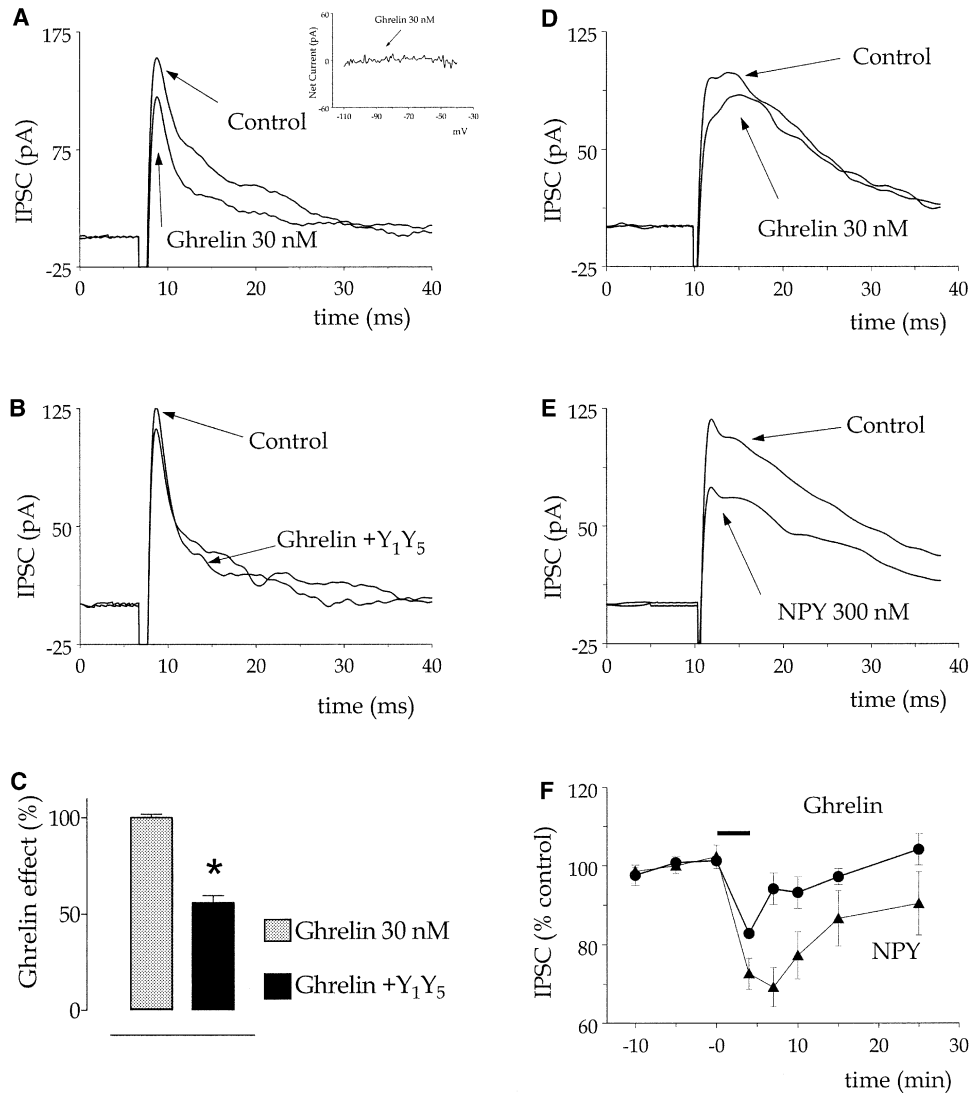 A
175
75
-25
IPSC (pA)
0
10
20
30
40
time (ms)
Control
Ghrelin 30 nM
60
0
-60
Net Current (pA)
Ghrelin 30 nM
-110
-90
-70
-50
-30
mV
D
125
50
-25
IPSC (pA)
0
10
20
30
40
time (ms)
Control
Ghrelin 30 nM
B
125
50
-25
IPSC (pA)
0
10
20
30
40
time (ms)
Control
Ghrelin +Y1Y5
E
125
50
-25
IPSC (pA)
0
10
20
30
40
time (ms)
Control
NPY 300 nM
C
100
50
0
Ghrelin effect (%)
*
Ghrelin 30 nM
Ghrelin +Y1Y5
F
120
100
80
60
IPSC (% control)
-10
-0
10
20
30
time (min)
Ghrelin
NPY